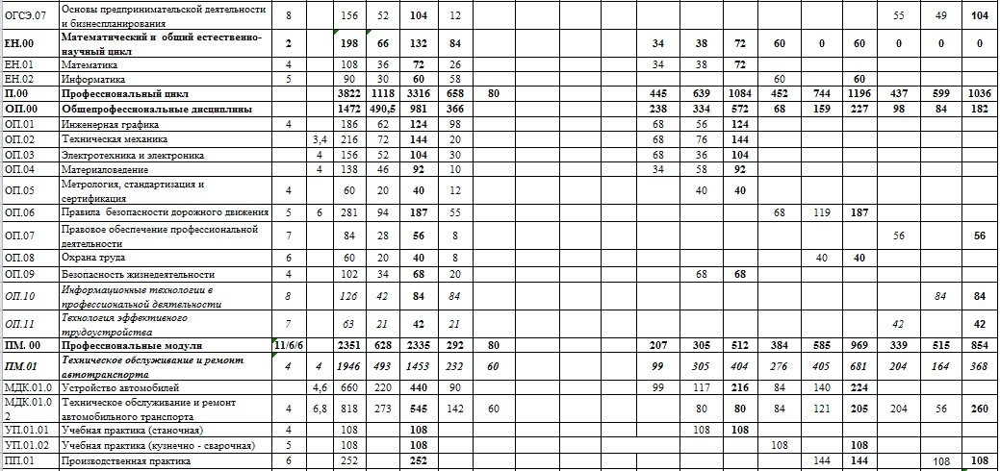 ОГСЭ.07 Основы предпринимательской деятельности и бизнеспланирования 8 156 52 104 12 55 49 104
ЕН.00 Математический и общий естественно-научный цикл 2 198 66 132 84 34 38 72 60 0 60 0 0 0
ЕН.01 Математика 4 108 36 72 26 34 38 72
ЕН.02 Информатика 5 90 30 60 58 60 60
П.00 Профессиональный цикл 3822 1118 3316 658 80 445 639 1084 452 744 1196 437 599 1036
ОП.00 Общепрофессиональные дисциплины 1472 490,5 981 366 238 334 572 68 159 227 98 84 182
ОП.01 Инженерная графика 4 186 62 124 98 68 56 124
ОП.02 Техническая механика 3,4 216 72 144 20 68 76 144
ОП.03 Электротехника и электроника 4 156 52 104 30 68 36 104
ОП.04 Материаловедение 4 138 46 92 10 34 58 92
ОП.05 Метрология, стандартизация и сертификация 4 60 20 40 12 40 40
ОП.06 Правила безопасности дорожного движения 5 6 281 94 187 55 68 119 187
ОП.07 Правовое обеспечение профессиональной деятельности 7 84 28 56 8 56 56
ОП.08 Охрана труда 6 60 20 40 8 40 40
ОП.09 Безопасность жизнедеятельности 4 102 34 68 20 68 68
ОП.10 Информационные технологии в профессиональной деятельности 8 126 42 84 84 84 84
ОП.11 Технология эффективного трудоустройства 7 63 21 42 21 42 42
ПМ. 00 Профессиональные модули 11/6/6 2351 628 2335 292 80 207 305 512 384 585 969 339 515 854
ПМ.01 Техническое обслуживание и ремонт автотранспорта 4 4 1946 493 1453 232 60 99 305 404 276 405 681 204 164 368
МДК.01.0 Устройство автомобилей 4,6 660 220 440 90 99 117 216 84 140 224
МДК.01.02 Техническое обслуживание и ремонт автомобильного транспорта 4 6,8 818 273 545 142 60 80 80 84 121 205 204 56 260
УП.01.01 Учебная практика (станочная) 4 108 108 108 108
УП.01.02 Учебная практика (кузнечно - сварочная) 5 108 108 108 108
ПП.01 Производственная практика 6 252 252 144 144 108 108